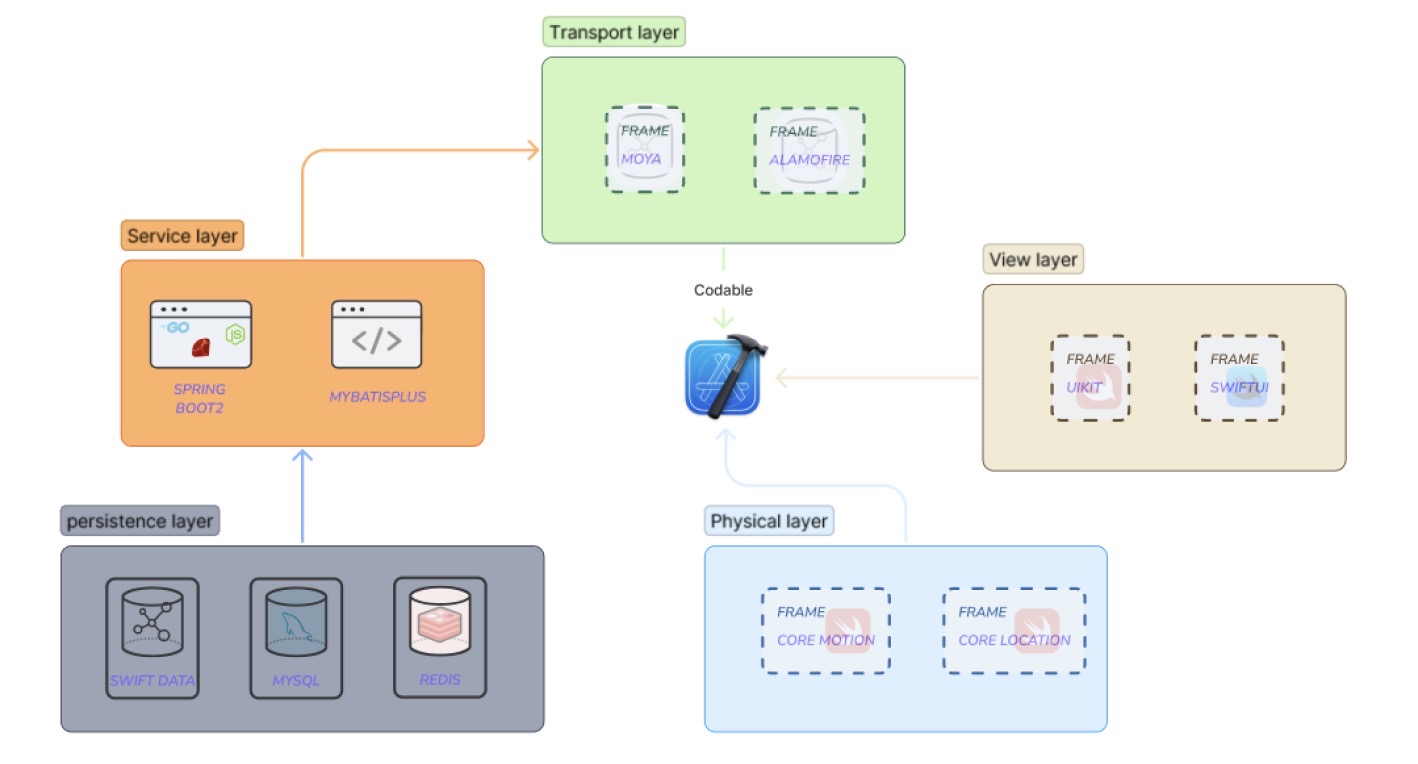 Transport layer
FRAME
MOYA
FRAME
ALAMOFIRE
Service layer
GO
JS
</>
SPRING
BOOT2
MYBATISPLUS
Codable
View layer
FRAME
UIKIT
FRAME
SWIFTUI
persistence layer
SWIFT DATA
MYSQL
REDIS
Physical layer
FRAME
CORE MOTION
FRAME
CORE LOCATION